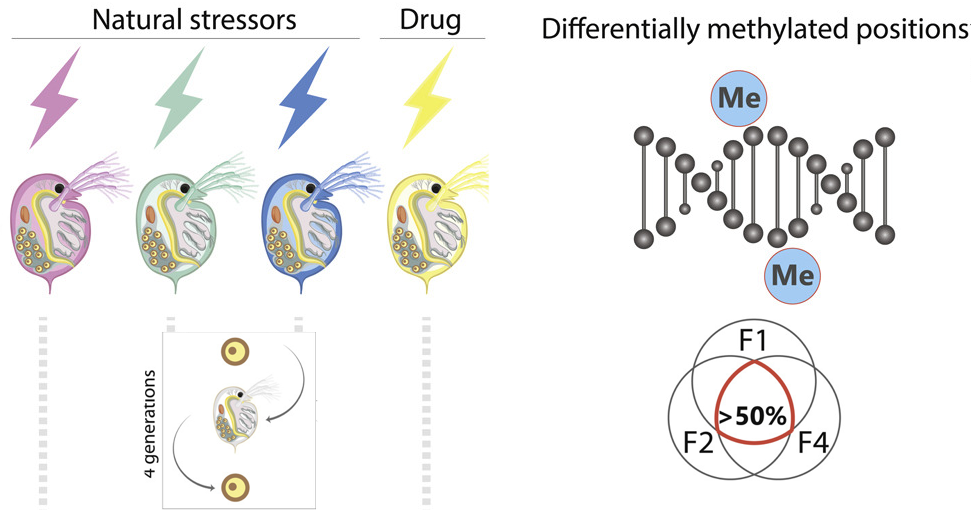 Natural stressors
Drug
Differentially methylated positions
Me
Me
4 generations
F1
>50%
F2
F4